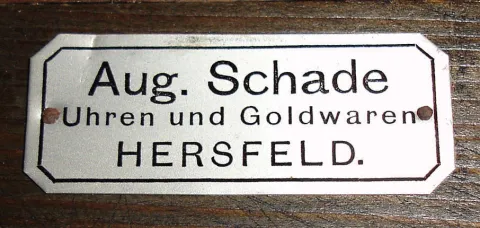 Aug. Schade
Uhren und Goldwaren
HERSFELD.